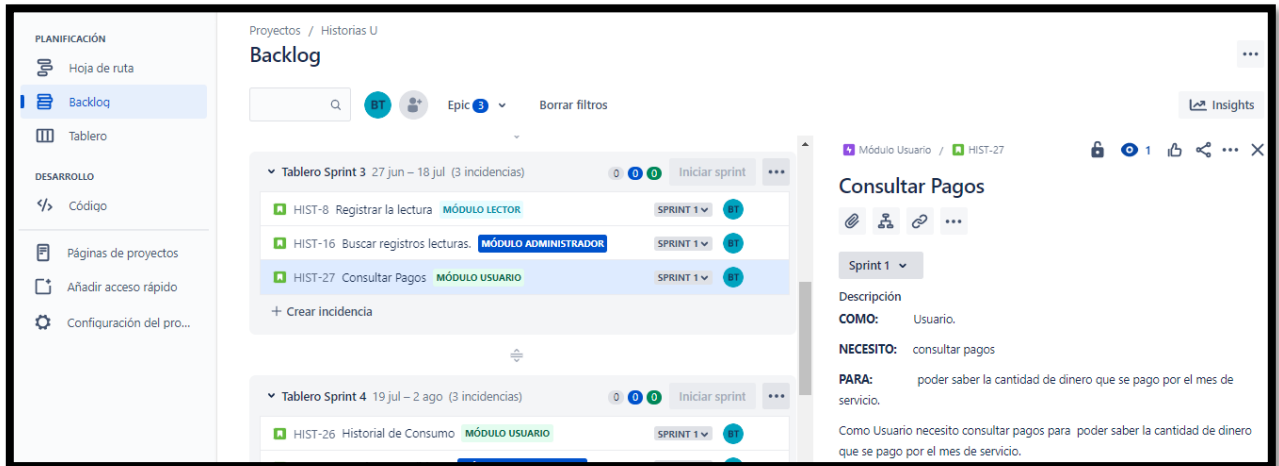 PLANIFICACIÓN
Hoja de ruta
Backlog
Tablero
DESARROLLO
Código
Páginas de proyectos
Añadir acceso rápido
Configuración del pro...
Proyectos / Historias U
Backlog
BT Epic 3 Borrar filtros
Insights
Tablero Sprint 3 27 jun – 18 jul (3 incidencias) 0 0 0 Iniciar sprint
HIST-8 Registrar la lectura MÓDULO LECTOR SPRINT 1 BT
HIST-16 Buscar registros lecturas. MÓDULO ADMINISTRADOR SPRINT 1 BT
HIST-27 Consultar Pagos MÓDULO USUARIO SPRINT 1 BT
+ Crear incidencia
Tablero Sprint 4 19 jul – 2 ago (3 incidencias) 0 0 0 Iniciar sprint
HIST-26 Historial de Consumo MÓDULO USUARIO SPRINT 1 BT
Módulo Usuario / HIST-27 1
Consultar Pagos
Sprint 1
Descripción
COMO: Usuario.
NECESITO: consultar pagos
PARA: poder saber la cantidad de dinero que se pago por el mes de
servicio.
Como Usuario necesito consultar pagos para poder saber la cantidad de dinero
que se pago por el mes de servicio.